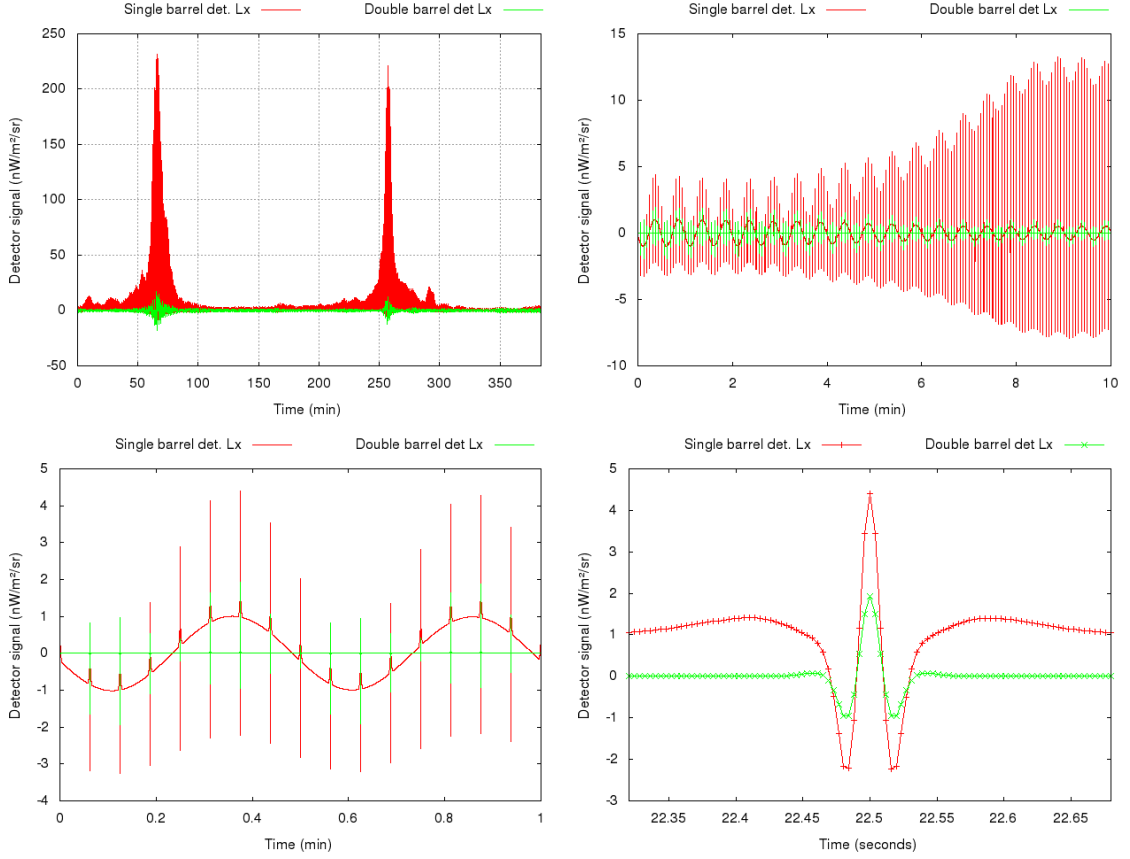 Single barrel det. Lx Double barrel det Lx
300
250
200
150
100
50
0
-50
0 50 100 150 200 250 300 350
Detector signal (nW/m²/sr)
Time (min)
Single barrel det. Lx Double barrel det Lx
15
10
5
0
-5
-10
0 2 4 6 8 10
Detector signal (nW/m²/sr)
Time (min)
Single barrel det. Lx Double barrel det Lx
5
4
3
2
1
0
-1
-2
-3
-4
0 0.2 0.4 0.6 0.8 1
Detector signal (nW/m²/sr)
Time (min)
Single barrel det. Lx Double barrel det Lx
5
4
3
2
1
0
-1
-2
-3
22.35 22.4 22.45 22.5 22.55 22.6 22.65
Detector signal (nW/m²/sr)
Time (seconds)